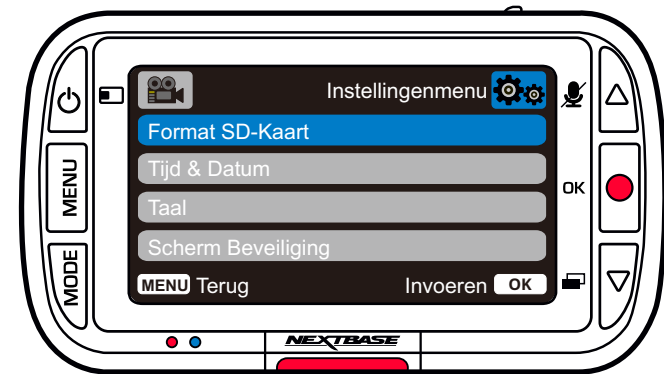 Instellingenmenu
Format SD-Kaart
Tijd & Datum
Taal
Scherm Beveiliging
MENU Terug Invoeren OK
MENU
MODE
OK
NEXTBASE